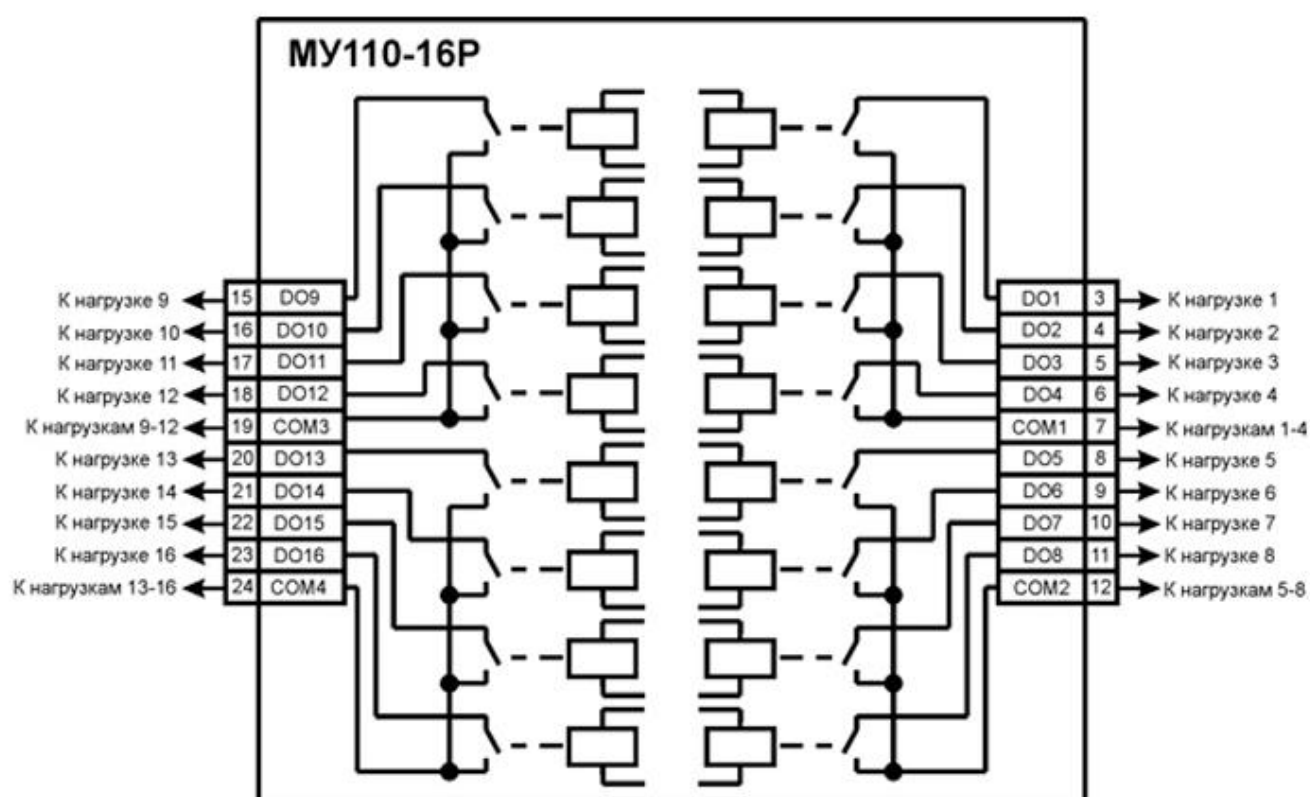 МУ110-16Р
К нагрузке 9 15 DO9
К нагрузке 10 16 DO10
К нагрузке 11 17 DO11
К нагрузке 12 18 DO12
К нагрузкам 9-12 19 COM3
К нагрузке 13 20 DO13
К нагрузке 14 21 DO14
К нагрузке 15 22 DO15
К нагрузке 16 23 DO16
К нагрузкам 13-16 24 COM4
DO1 3 К нагрузке 1
DO2 4 К нагрузке 2
DO3 5 К нагрузке 3
DO4 6 К нагрузке 4
COM1 7 К нагрузкам 1-4
DO5 8 К нагрузке 5
DO6 9 К нагрузке 6
DO7 10 К нагрузке 7
DO8 11 К нагрузке 8
COM2 12 К нагрузкам 5-8